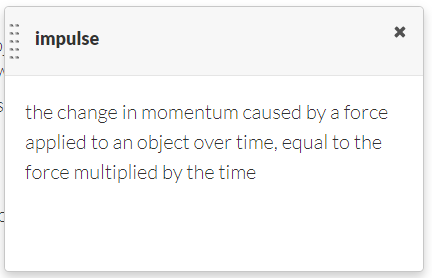 impulse
the change in momentum caused by a force
applied to an object over time, equal to the
force multiplied by the time